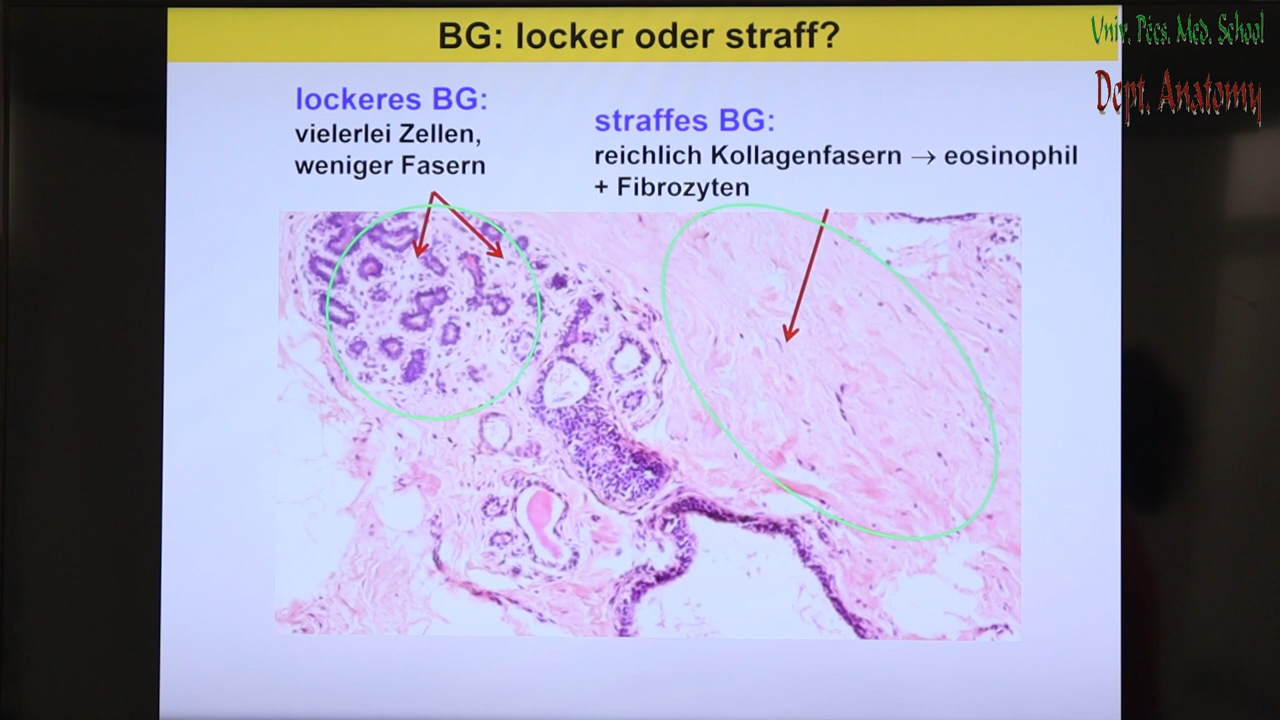 BG: locker oder straff?
Univ. Pécs. Med. School
Dept. Anatomy
lockeres BG:
vielerlei Zellen,
weniger Fasern
straffes BG:
reichlich Kollagenfasern → eosinophil
+ Fibrozyten